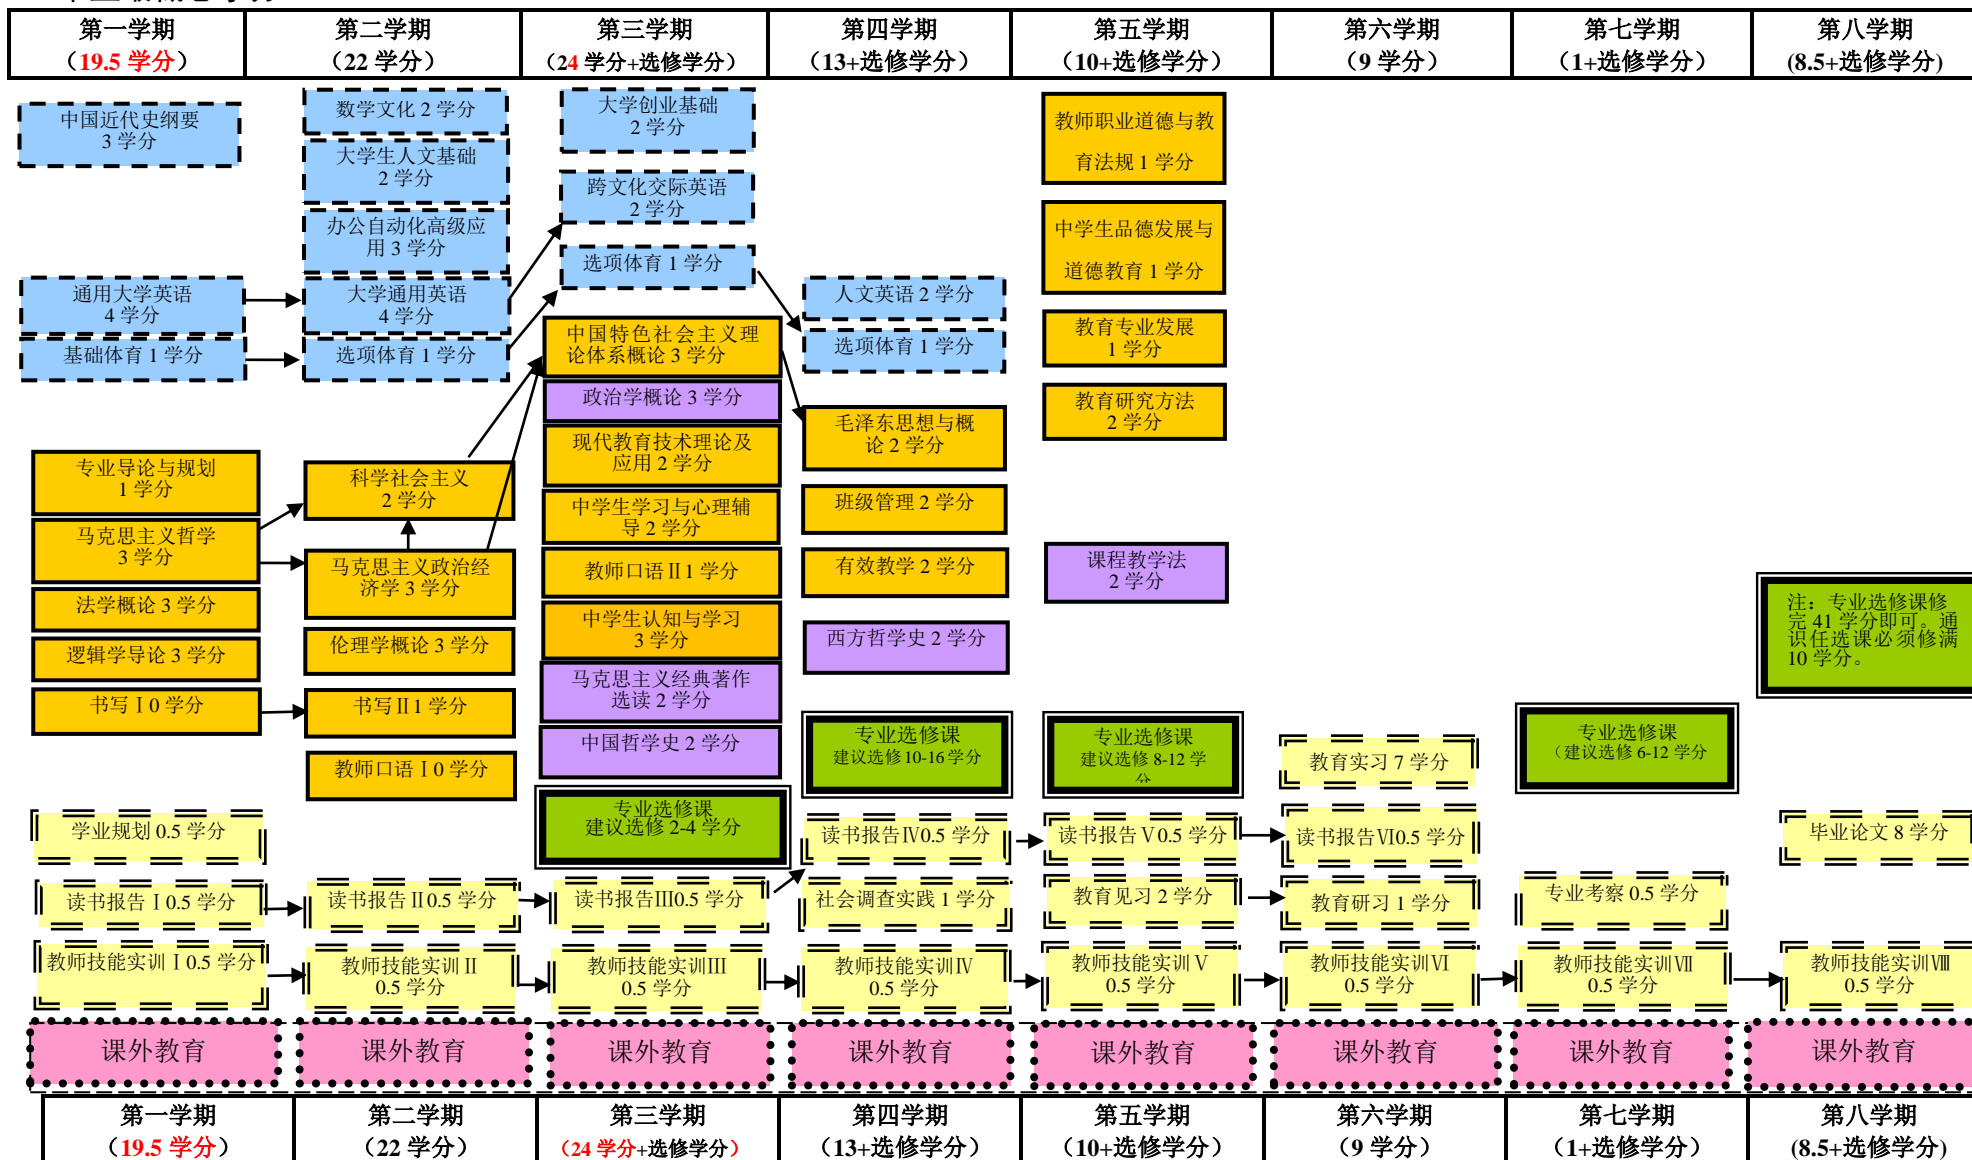 第一学期
（19.5 学分）
第二学期
（22 学分）
第三学期
（24 学分+选修学分）
第四学期
（13+选修学分）
第五学期
（10+选修学分）
第六学期
（9 学分）
第七学期
（1+选修学分）
第八学期
(8.5+选修学分)
中国近代史纲要
3 学分
通用大学英语
4 学分
基础体育 1 学分
专业导论与规划
1 学分
马克思主义哲学
3 学分
法学概论 3 学分
逻辑学导论 3 学分
书写 I 0 学分
学业规划 0.5 学分
读书报告 I 0.5 学分
教师技能实训 I 0.5 学分
课外教育
数学文化 2 学分
大学生人文基础
2 学分
办公自动化高级应
用 3 学分
大学通用英语
4 学分
选项体育 1 学分
科学社会主义
2 学分
马克思主义政治经
济学 3 学分
伦理学概论 3 学分
书写 II 1 学分
教师口语 I 0 学分
读书报告 II 0.5 学分
教师技能实训 II
0.5 学分
课外教育
大学创业基础
2 学分
跨文化交际英语
2 学分
选项体育 1 学分
中国特色社会主义理
论体系概论 3 学分
政治学概论 3 学分
现代教育技术理论及
应用 2 学分
中学生学习与心理辅
导 2 学分
教师口语 II 1 学分
中学生认知与学习
3 学分
马克思主义经典著作
选读 2 学分
中国哲学史 2 学分
专业选修课
建议选修 2-4 学分
读书报告III0.5 学分
教师技能实训III
0.5 学分
课外教育
人文英语 2 学分
选项体育 1 学分
毛泽东思想与概
论 2 学分
班级管理 2 学分
有效教学 2 学分
西方哲学史 2 学分
专业选修课
建议选修 10-16 学分
读书报告IV0.5 学分
社会调查实践 1 学分
教师技能实训IV
0.5 学分
课外教育
教师职业道德与教
育法规 1 学分
中学生品德发展与
道德教育 1 学分
教育专业发展
1 学分
教育研究方法
2 学分
课程教学法
2 学分
专业选修课
建议选修 8-12 学
分
读书报告 V 0.5 学分
教育见习 2 学分
教师技能实训 V
0.5 学分
课外教育
教育实习 7 学分
读书报告VI0.5 学分
教育研习 1 学分
教师技能实训VI
0.5 学分
课外教育
专业选修课
（建议选修 6-12 学分
专业考察 0.5 学分
教师技能实训VII
0.5 学分
课外教育
注：专业选修课修
完 41 学分即可。通
识任选课必须修满
10 学分。
毕业论文 8 学分
教师技能实训VIII
0.5 学分
课外教育
第一学期
（19.5 学分）
第二学期
（22 学分）
第三学期
（24 学分+选修学分）
第四学期
（13+选修学分）
第五学期
（10+选修学分）
第六学期
（9 学分）
第七学期
（1+选修学分）
第八学期
(8.5+选修学分)